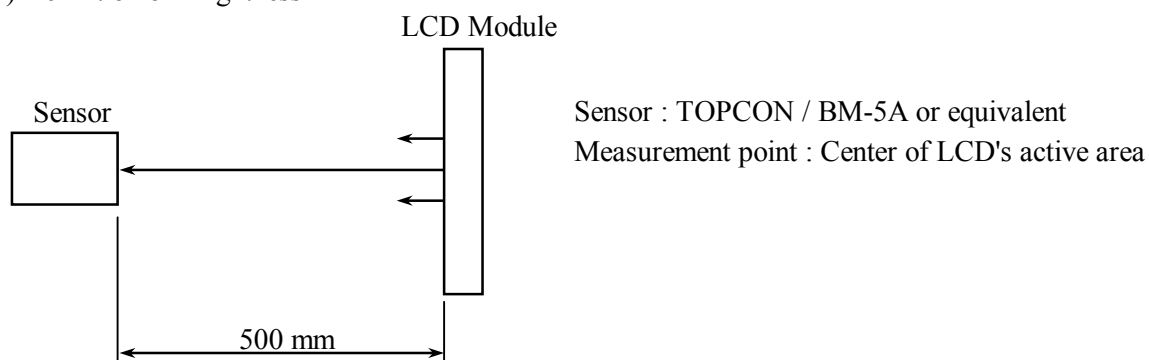 LCD Module
Sensor
Sensor : TOPCON / BM-5A or equivalent
Measurement point : Center of LCD's active area
500 mm